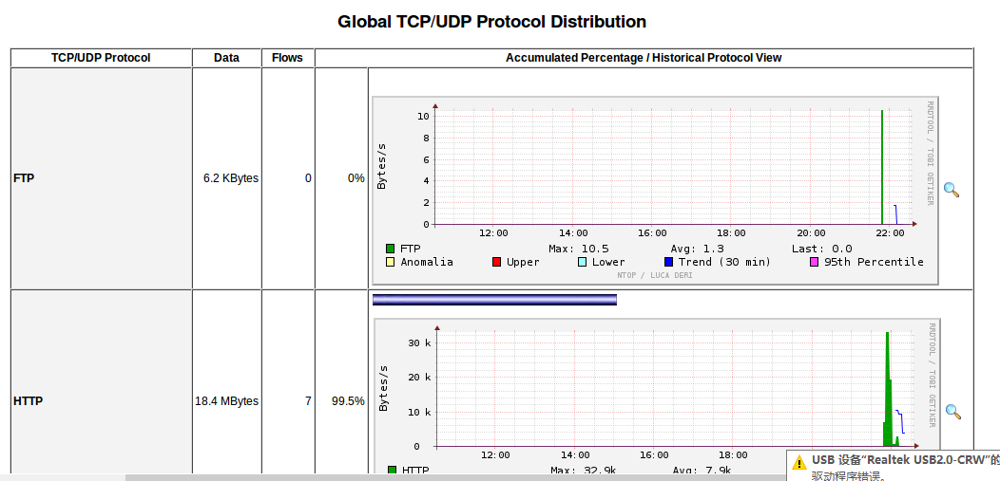 Global TCP/UDP Protocol Distribution
TCP/UDP Protocol Data Flows Accumulated Percentage / Historical Protocol View
FTP 6.2 KBytes 0 0%
10
8
6
4
2
0
Bytes/s
12:00 14:00 16:00 18:00 20:00 22:00
RRDTOOL / TOBI OETIKER
FTP Max: 10.5 Avg: 1.3 Last: 0.0
Anomalia Upper Lower Trend (30 min) 95th Percentile
NTOP / LUCA DERI
HTTP 18.4 MBytes 7 99.5%
30 k
20 k
10 k
0
Bytes/s
12:00 14:00 16:00 18:00
RRDTOOL / TOBI OETIKER
HTTP Max: 32.9k Avg: 7.9k
USB 设备“Realtek USB2.0-CRW”的
驱动程序错误。